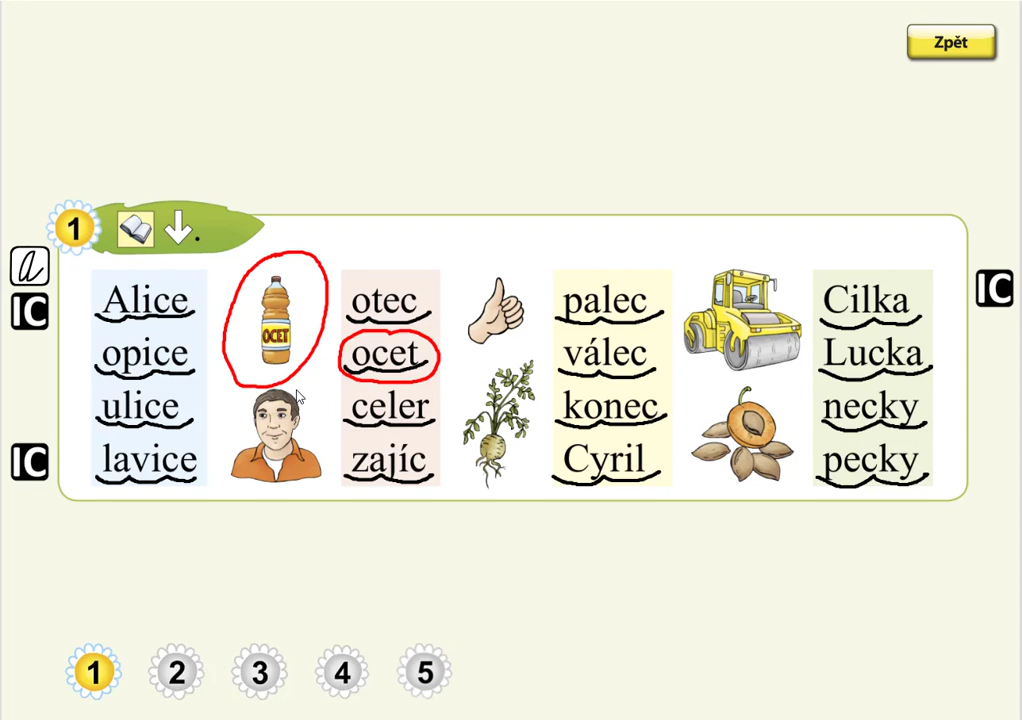 Zpět
1 .
a
IC
IC
IC
Alice
opice
ulice
lavice
OCET
otec
ocet
celer
zajíc
palec
válec
konec
Cyril
Cilka
Lucka
necky
pecky
1 2 3 4 5